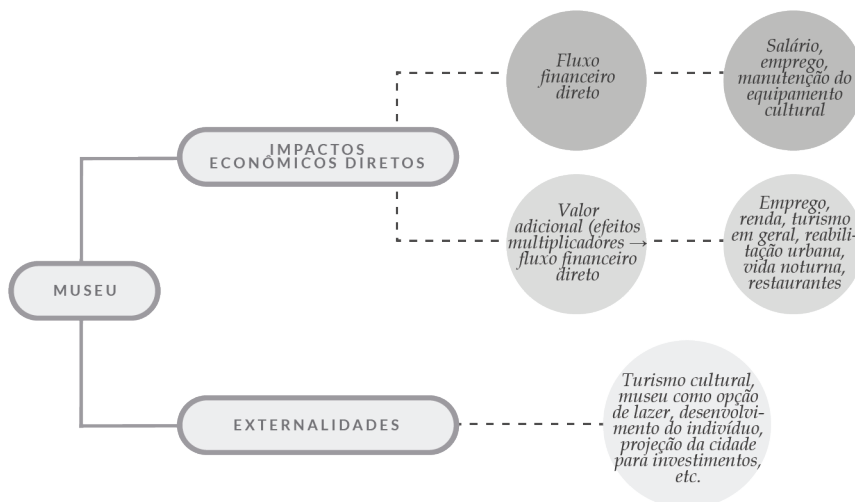 Fluxo
financeiro
direto
Salário,
emprego,
manutenção do
equipamento
cultural
IMPACTOS
ECONÔMICOS DIRETOS
Valor
adicional (efeitos
multiplicadores →
fluxo financeiro
direto
Emprego,
renda, turismo
em geral, reabili-
tação urbana,
vida noturna,
restaurantes
MUSEU
EXTERNALIDADES
Turismo cultural,
museu como opção
de lazer, desenvolvi-
mento do indivíduo,
projeção da cidade
para investimentos,
etc.